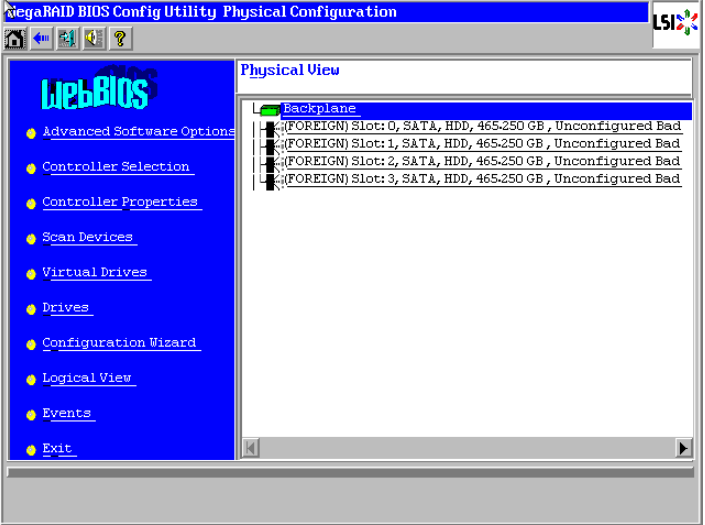 MegaRAID BIOS Config Utility Physical Configuration
LSI
WebBIOS
Physical View
Backplane
(FOREIGN) Slot: 0, SATA, HDD, 465.250 GB, Unconfigured Bad
(FOREIGN) Slot: 1, SATA, HDD, 465.250 GB, Unconfigured Bad
(FOREIGN) Slot: 2, SATA, HDD, 465.250 GB, Unconfigured Bad
(FOREIGN) Slot: 3, SATA, HDD, 465.250 GB, Unconfigured Bad
Advanced Software Options
Controller Selection
Controller Properties
Scan Devices
Virtual Drives
Drives
Configuration Wizard
Logical View
Events
Exit